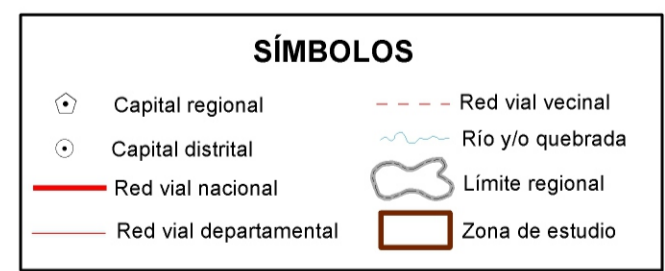 SÍMBOLOS
Capital regional
Capital distrital
Red vial nacional
Red vial departamental
Red vial vecinal
Río y/o quebrada
Límite regional
Zona de estudio